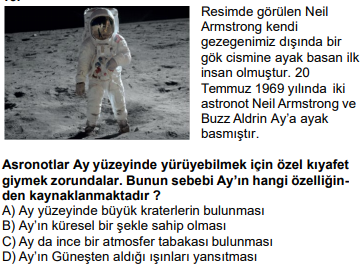 Resimde görülen Neil
Armstrong kendi
gezegenimiz dışında bir
gök cismine ayak basan ilk
insan olmuştur. 20
Temmuz 1969 yılında iki
astronot Neil Armstrong ve
Buzz Aldrin Ay'a ayak
basmıştır.
Asronotlar Ay yüzeyinde yürüyebilmek için özel kıyafet
giymek zorundalar. Bunun sebebi Ay'ın hangi özelliğin-
den kaynaklanmaktadır ?
A) Ay yüzeyinde büyük kraterlerin bulunması
B) Ay'ın küresel bir şekle sahip olması
C) Ay da ince bir atmosfer tabakası bulunması
D) Ay'ın Güneşten aldığı ışınları yansıtması